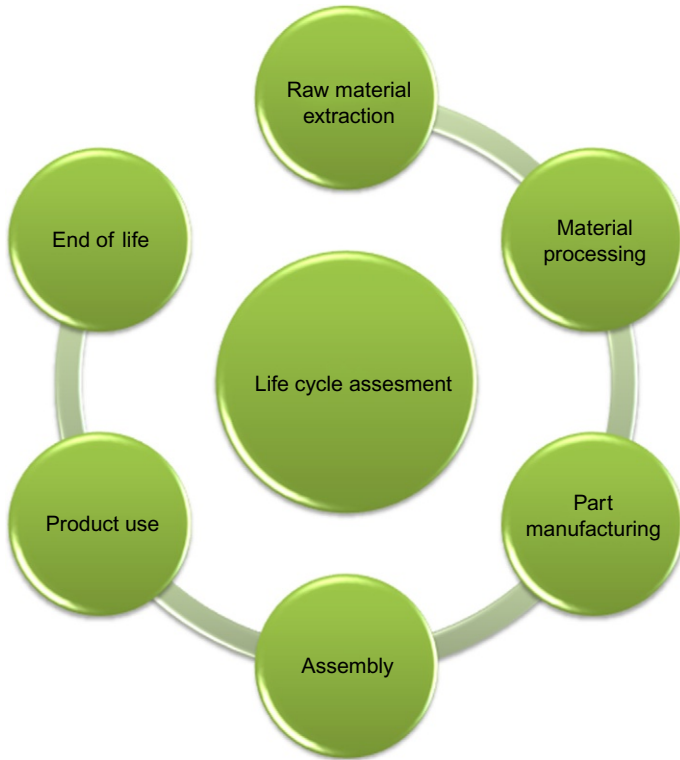 Raw material
extraction
Material
processing
End of life
Life cycle assesment
Part
manufacturing
Product use
Assembly